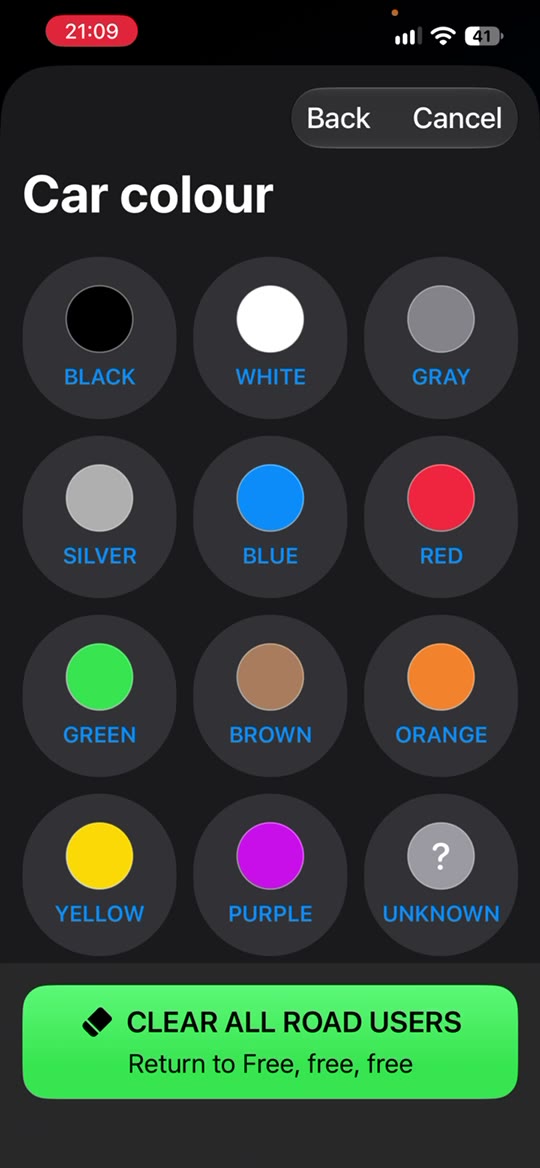 21:09
41
Back Cancel
Car colour
BLACK WHITE GRAY
SILVER BLUE RED
GREEN BROWN ORANGE
?
YELLOW PURPLE UNKNOWN
CLEAR ALL ROAD USERS
Return to Free, free, free